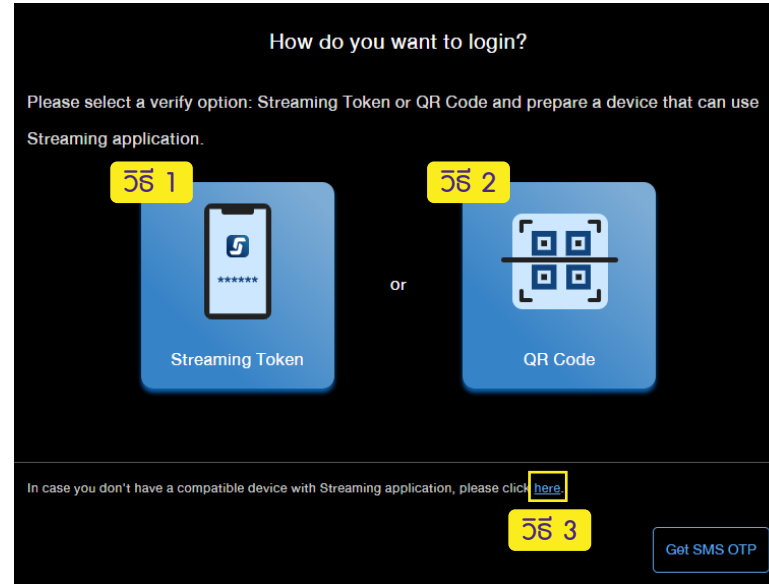 How do you want to login?
Please select a verify option: Streaming Token or QR Code and prepare a device that can use
Streaming application.
วิธี 1
วิธี 2
******
or
Streaming Token
QR Code
In case you don't have a compatible device with Streaming application, please click here.
วิธี 3
Get SMS OTP